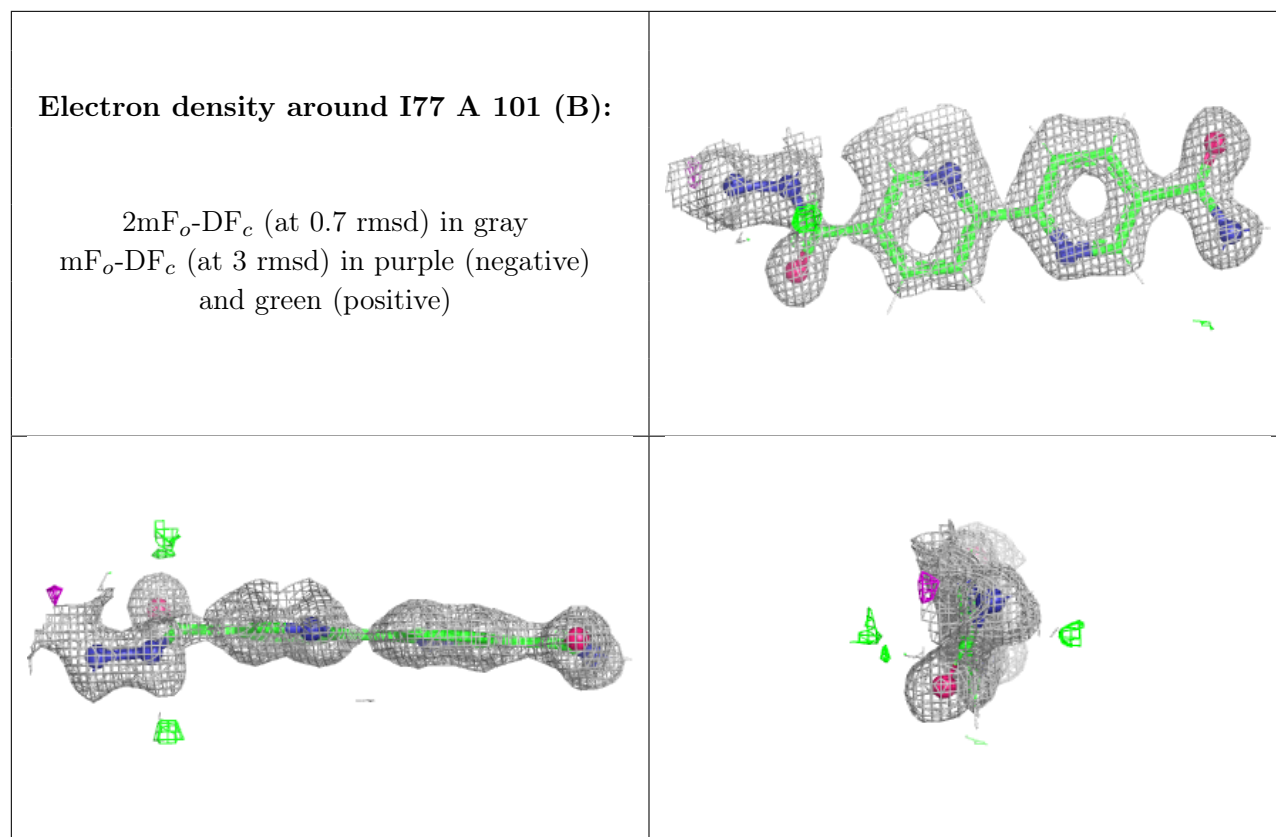 Electron density around I77 A 101 (B):
2mFₒ-DF𝑐 (at 0.7 rmsd) in gray
mFₒ-DF𝑐 (at 3 rmsd) in purple (negative)
and green (positive)